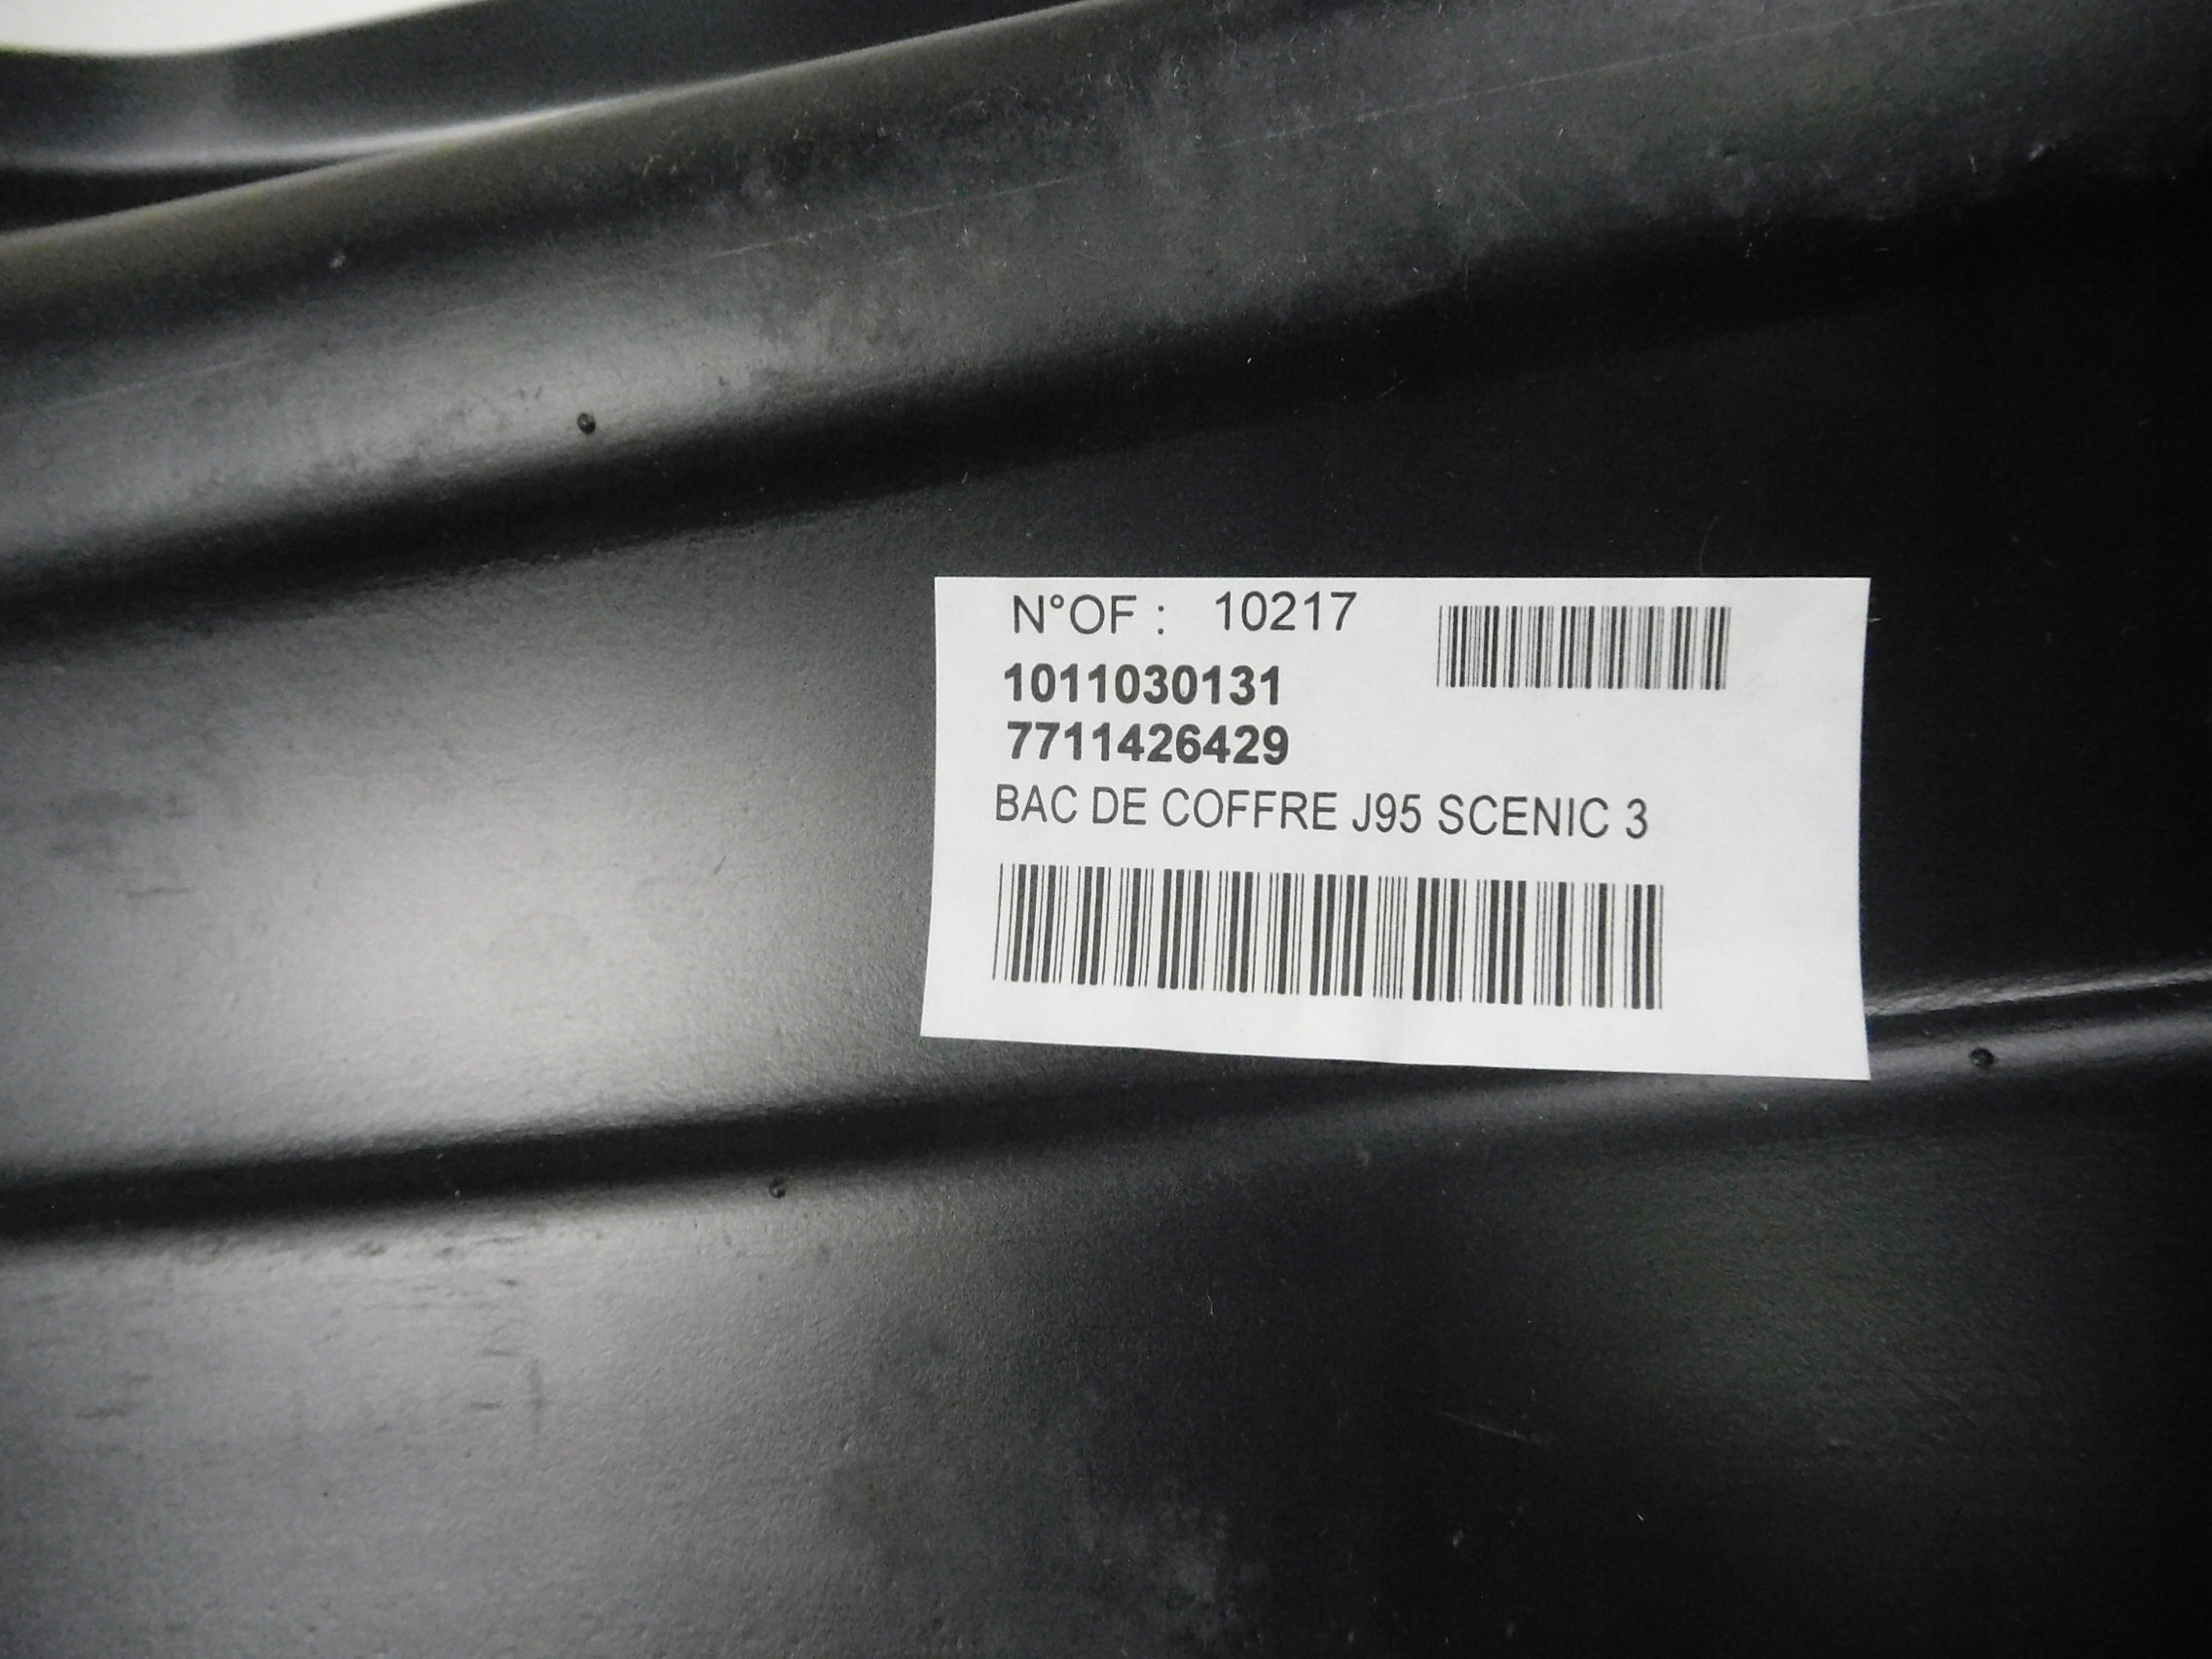 N°OF : 10217
1011030131
7711426429
BAC DE COFFRE J95 SCENIC 3